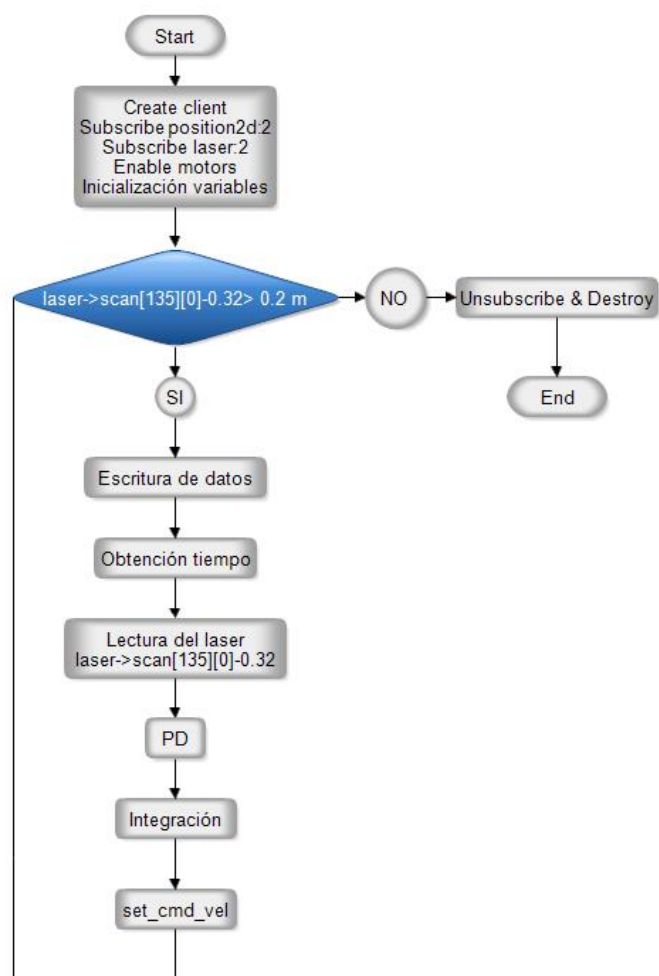 Start
Create client
Subscribe position2d:2
Subscribe laser:2
Enable motors
Inicialización variables
laser->scan[135][0]-0.32> 0.2 m
NO
Unsubscribe & Destroy
End
SI
Escritura de datos
Obtención tiempo
Lectura del laser
laser->scan[135][0]-0.32
PD
Integración
set_cmd_vel